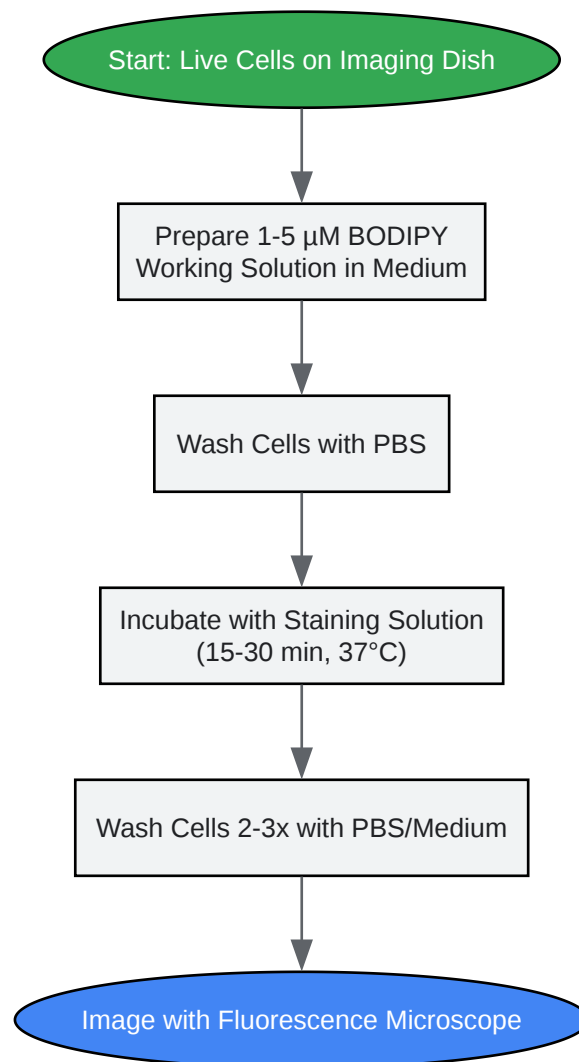 Start: Live Cells on Imaging Dish
Prepare 1-5 µM BODIPY
Working Solution in Medium
Wash Cells with PBS
Incubate with Staining Solution
(15-30 min, 37°C)
Wash Cells 2-3x with PBS/Medium
Image with Fluorescence Microscope